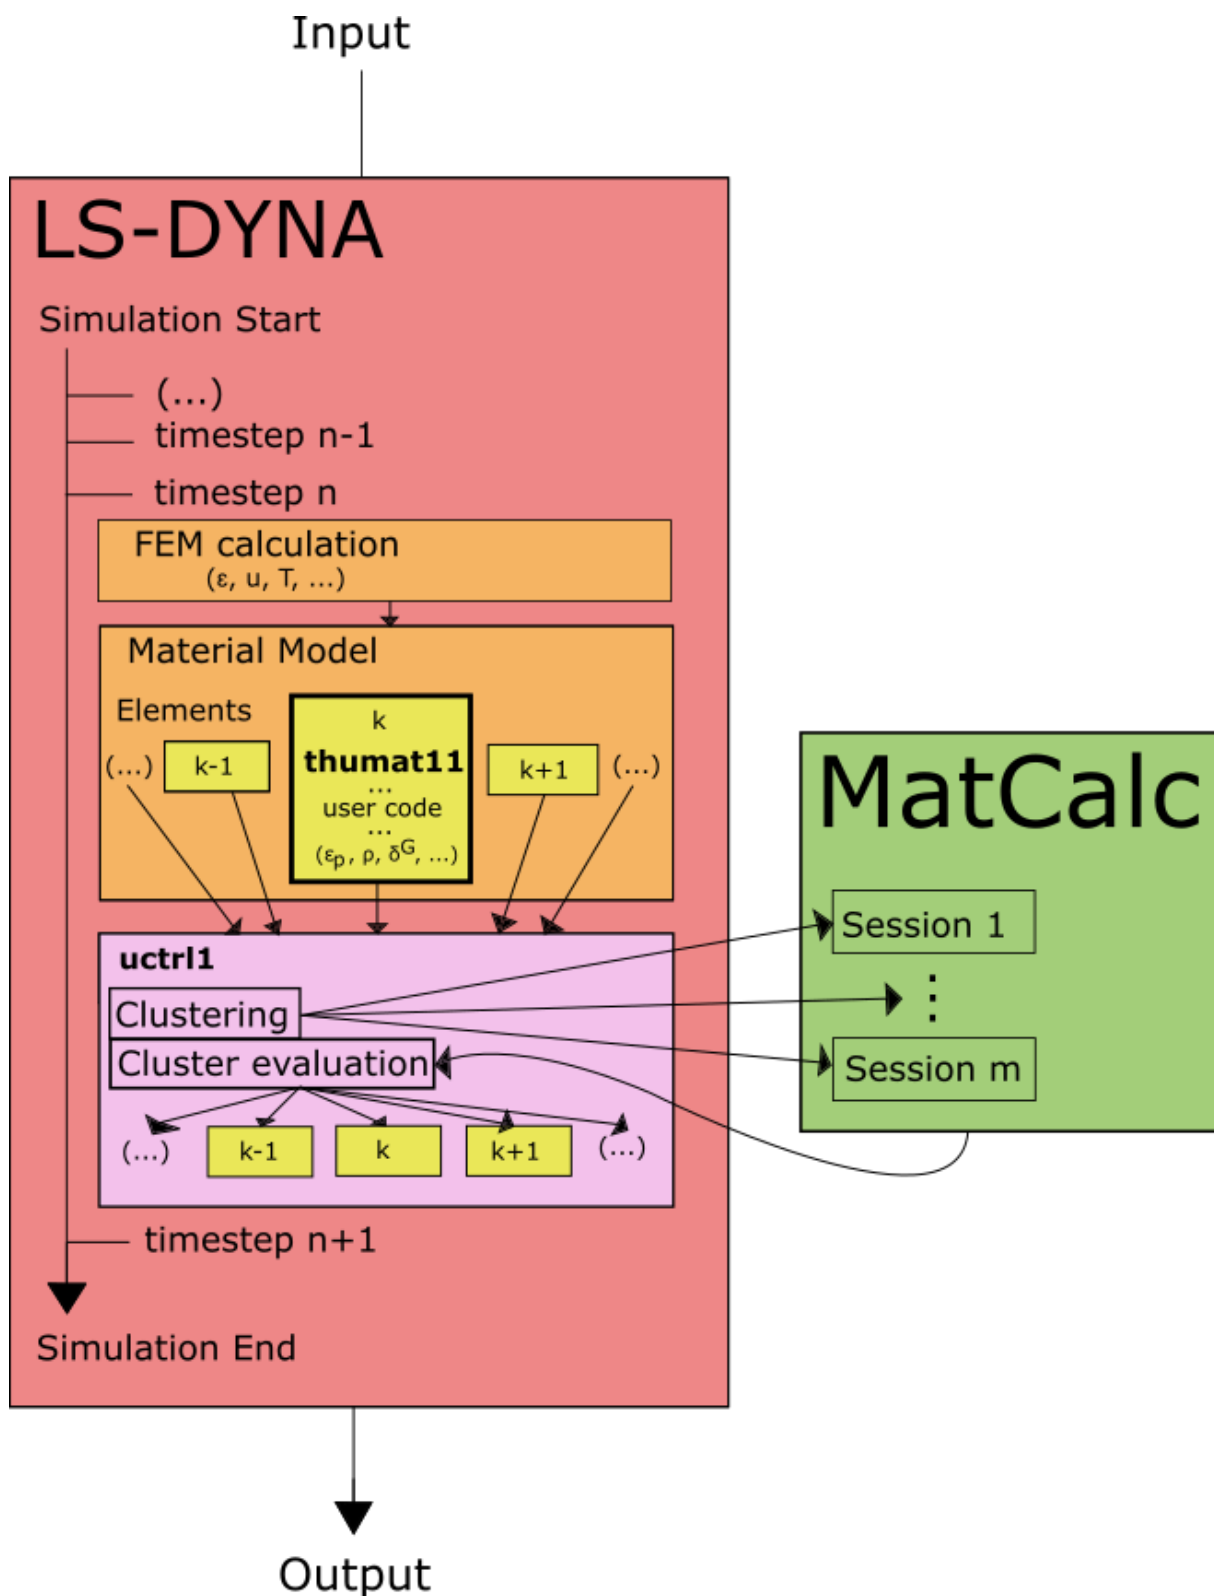 Input
LS-DYNA
Simulation Start
(...)
timestep n-1
timestep n
FEM calculation
(ε, u, T, ...)
Material Model
Elements
(...)
k-1
k
thumat11
...
user code
...
(εp, ρ, δG, ...)
k+1
(...)
uctrl1
Clustering
Cluster evaluation
(...)
k-1
k
k+1
(...)
timestep n+1
Simulation End
MatCalc
Session 1
⋮
Session m
Output